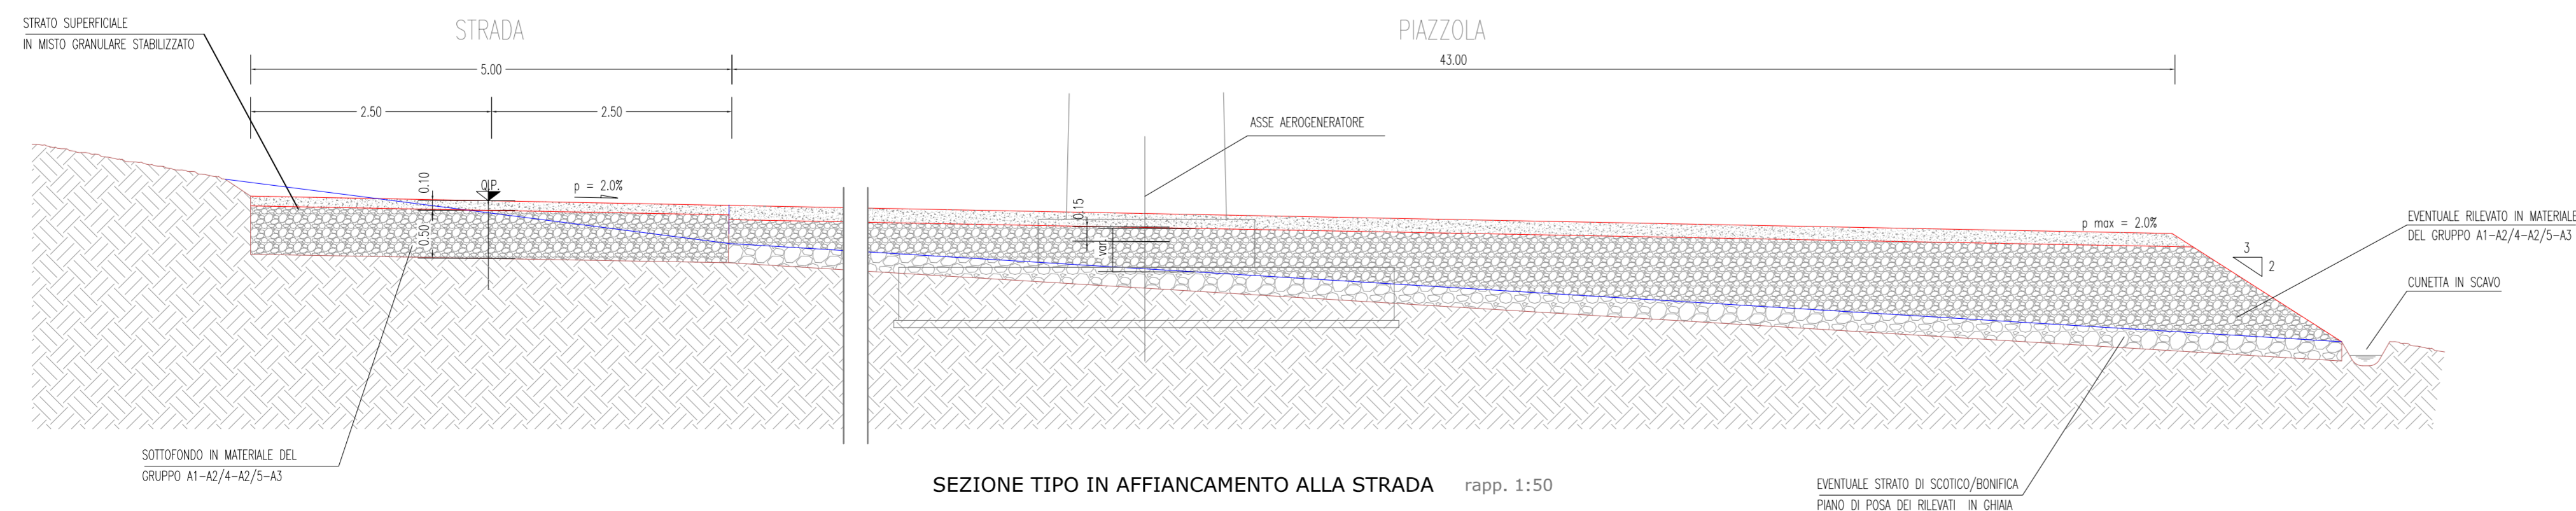 STRATO SUPERFICIALE
IN MISTO GRANULARE STABILIZZATO
STRADA
PIAZZOLA
5.00
43.00
2.50
2.50
ASSE AEROGENERATORE
0.10
Q.P.
p = 2.0%
0.50
0.15
var.
p max = 2.0%
3
2
EVENTUALE RILEVATO IN MATERIALE
DEL GRUPPO A1-A2/4-A2/5-A3
CUNETTA IN SCAVO
SOTTOFONDO IN MATERIALE DEL
GRUPPO A1-A2/4-A2/5-A3
SEZIONE TIPO IN AFFIANCAMENTO ALLA STRADA rapp. 1:50
EVENTUALE STRATO DI SCOTICO/BONIFICA
PIANO DI POSA DEI RILEVATI IN GHIAIA